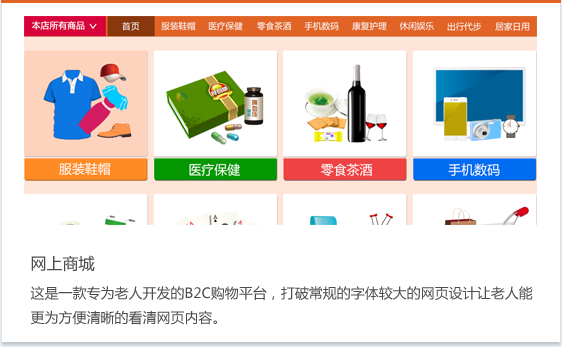 本店所有商品 首页 服装鞋帽 医疗保健 零食茶酒 手机数码 康复护理 休闲娱乐 出行代步 居家日用
服装鞋帽 医疗保健 零食茶酒 手机数码
网上商城
这是一款专为老人开发的B2C购物平台，打破常规的字体较大的网页设计让老人能
更为方便清晰的看清网页内容。